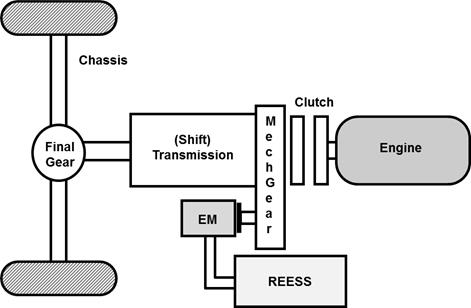 Chassis
Clutch
Final
Gear
(Shift)
Transmission
MechGear
Engine
EM
REESS